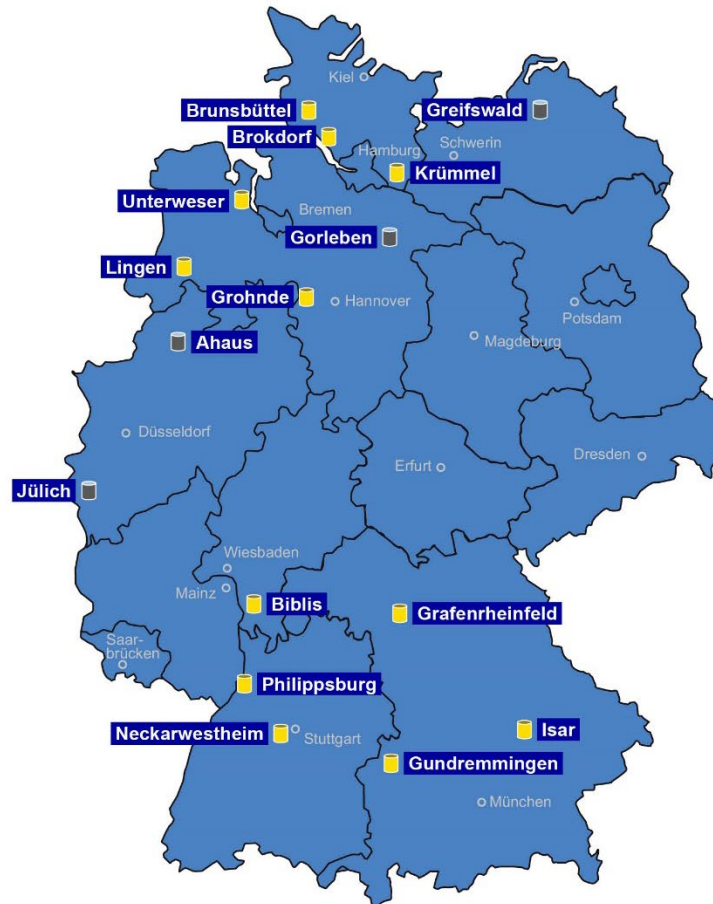 Kiel
Brunsbüttel
Greifswald
Brokdorf
Hamburg
Schwerin
Krümmel
Unterweser
Bremen
Gorleben
Lingen
Grohnde
Hannover
Potsdam
Ahaus
Magdeburg
Düsseldorf
Erfurt
Dresden
Jülich
Wiesbaden
Mainz
Biblis
Grafenrheinfeld
Saar-
brücken
Philippsburg
Neckarwestheim
Stuttgart
Isar
Gundremmingen
München